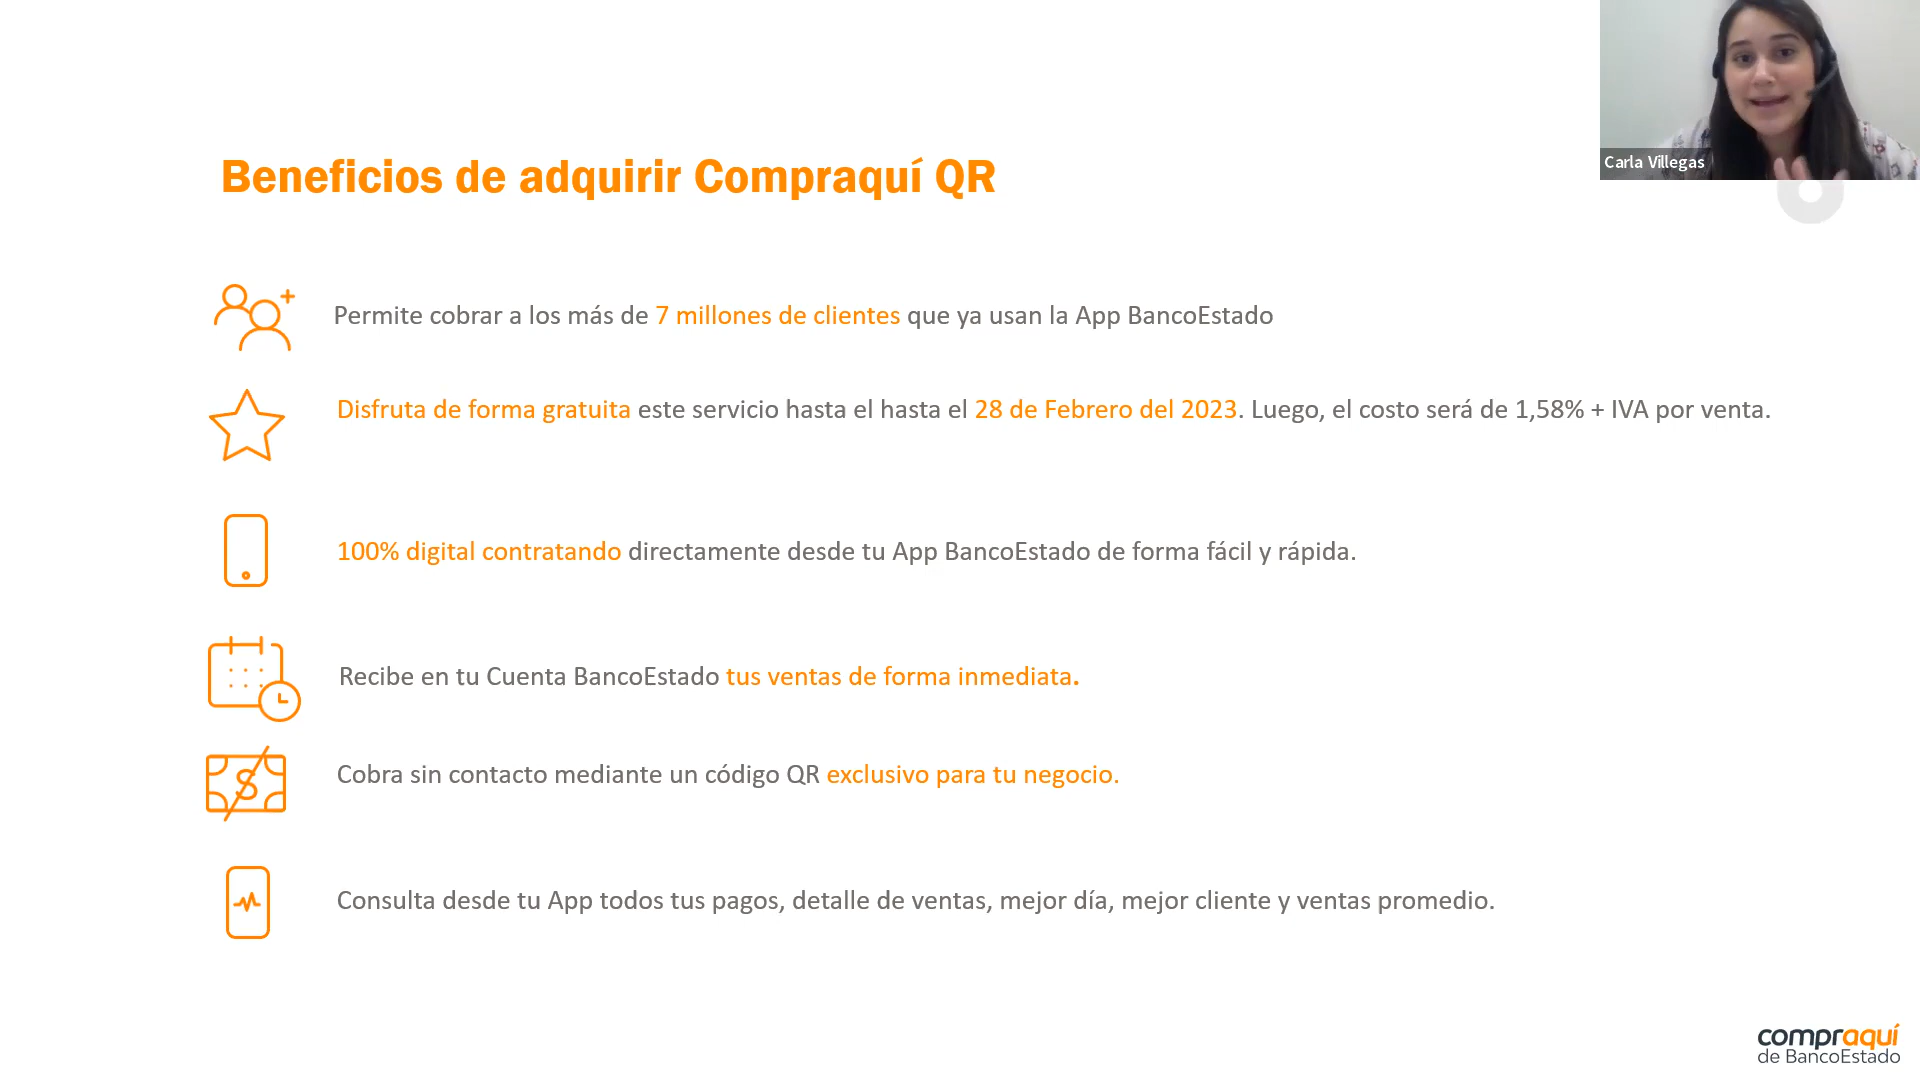 Carla Villegas
Beneficios de adquirir Compraquí QR
Permite cobrar a los más de 7 millones de clientes que ya usan la App BancoEstado
Disfruta de forma gratuita este servicio hasta el hasta el 28 de Febrero del 2023. Luego, el costo será de 1,58% + IVA por venta.
100% digital contratando directamente desde tu App BancoEstado de forma fácil y rápida.
Recibe en tu Cuenta BancoEstado tus ventas de forma inmediata.
$
Cobra sin contacto mediante un código QR exclusivo para tu negocio.
Consulta desde tu App todos tus pagos, detalle de ventas, mejor día, mejor cliente y ventas promedio.
compraquí
de BancoEstado